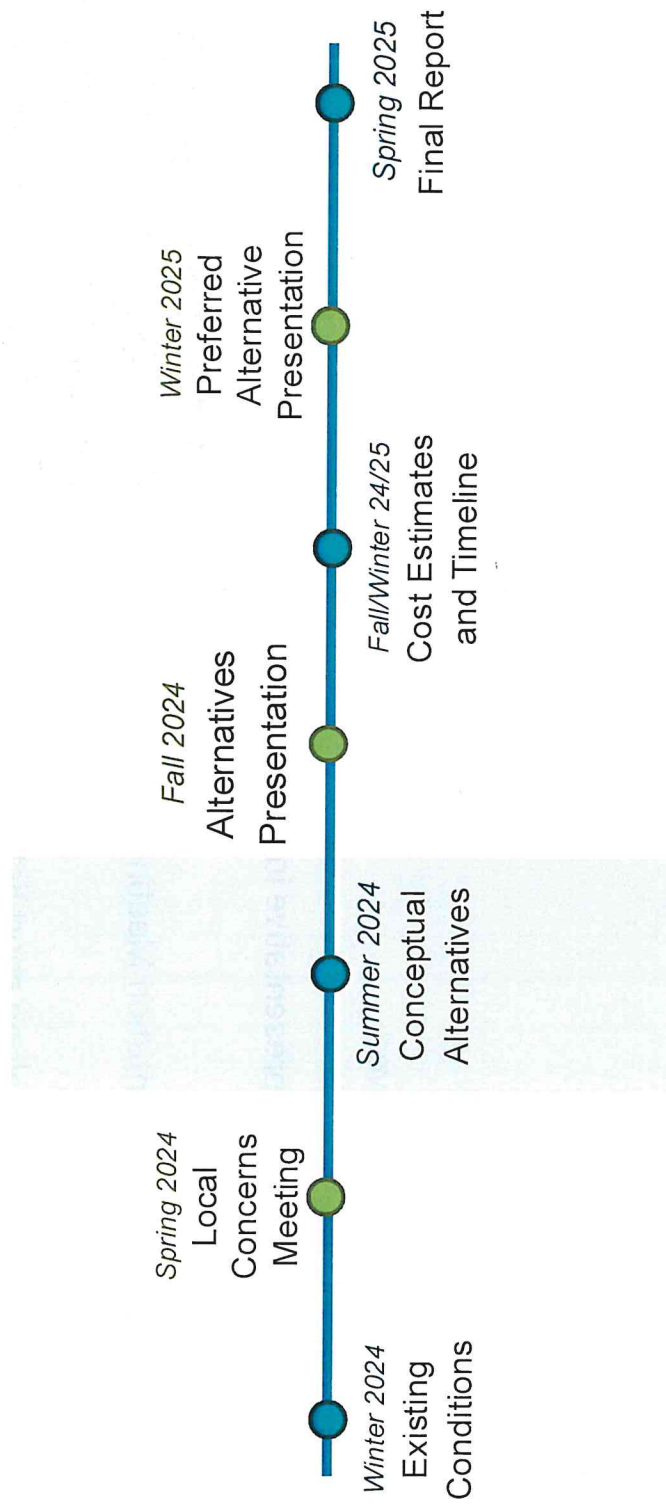 Winter 2024
Existing
Conditions
Spring 2024
Local
Concerns
Meeting
Summer 2024
Conceptual
Alternatives
Fall 2024
Alternatives
Presentation
Fall/Winter 24/25
Cost Estimates
and Timeline
Winter 2025
Preferred
Alternative
Presentation
Spring 2025
Final Report